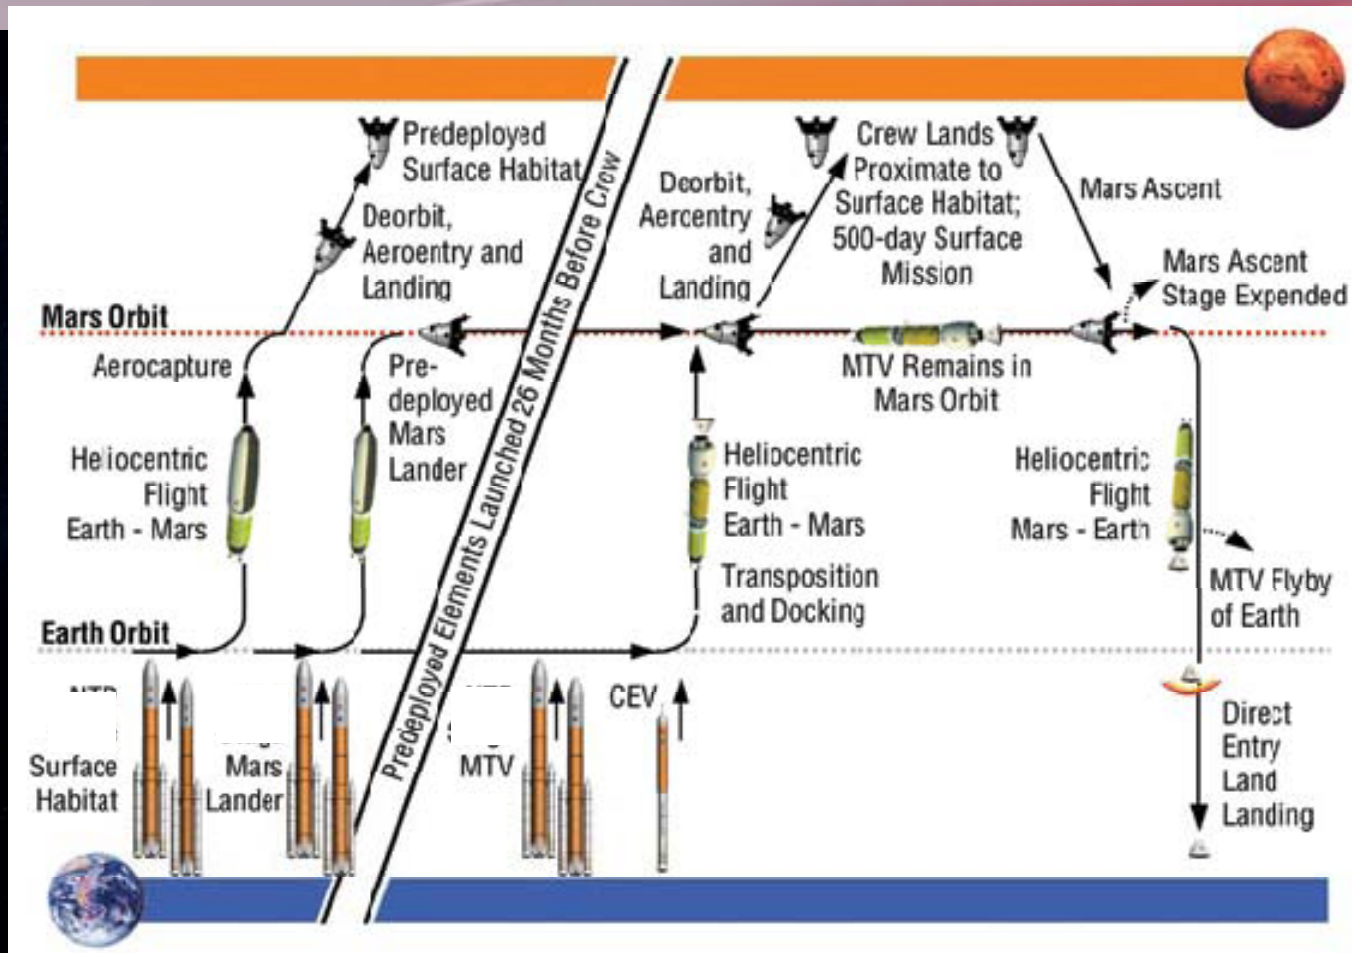 Predeployed
Surface Habitat
Deorbit,
Aeroentry and
Landing
Mars Orbit
Aerocapture
Pre-
deployed
Mars
Lander
Heliocentric
Flight
Earth - Mars
Earth Orbit
Surface
Habitat
Mars
Lander
Predeployed Elements Launched 26 Months Before Crew
Deorbit,
Aercentry
and
Landing
Crew Lands
Proximate to
Surface Habitat;
500-day Surface
Mission
Mars Ascent
Mars Ascent
Stage Expended
MTV Remains in
Mars Orbit
Heliocentric
Flight
Earth - Mars
Transposition
and Docking
Heliocentric
Flight
Mars - Earth
MTV Flyby
of Earth
MTV
CEV
Direct
Entry
Land
Landing